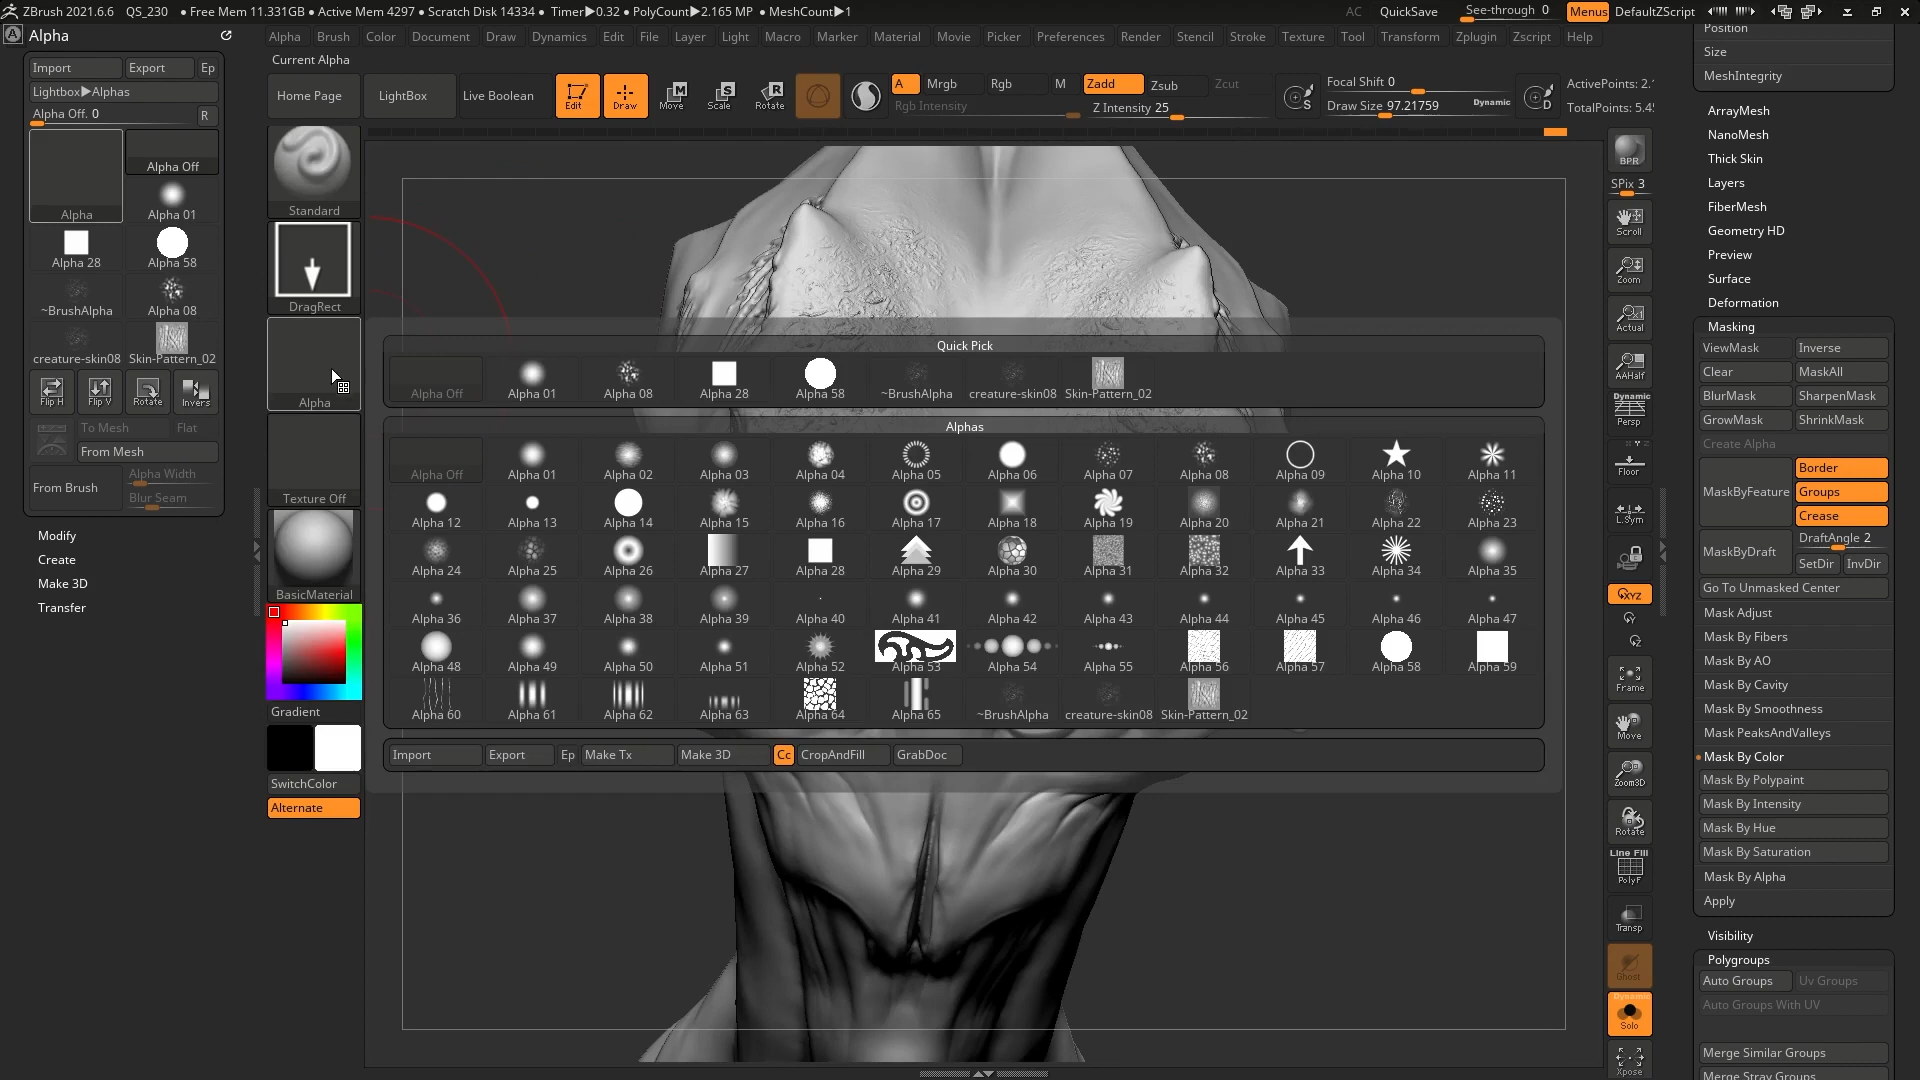 ZBrush 2021.6.6 QS_230 • Free Mem 11.331GB • Active Mem 4297 • Scratch Disk 14334 • Timer▶0.32 • PolyCount▶2.165 MP • MeshCount▶1 AC QuickSave See-through 0 Menus DefaultZScript
Alpha
Alpha Brush Color Document Draw Dynamics Edit File Layer Light Macro Marker Material Movie Picker Preferences Render Stencil Stroke Texture Tool Transform Zplugin Zscript Help
Current Alpha
Home Page LightBox Live Boolean Edit Draw Move Scale Rotate A Mrgb Rgb M Zadd Zsub Zcut
Rgb Intensity Z Intensity 25
Focal Shift 0
Draw Size 97.21759 Dynamic
ActivePoints: 2.
TotalPoints: 5.4
Import Export Ep
Lightbox▶Alphas
Alpha Off. 0 R
Alpha Off
Alpha Alpha 01
Alpha 28 Alpha 58
~BrushAlpha Alpha 08
creature-skin08 Skin-Pattern_02
Flip H Flip V Rotate Invers
To Mesh Flat
From Mesh
From Brush Alpha Width
Blur Seam
Modify
Create
Make 3D
Transfer
Standard
DragRect
Alpha
Texture Off
BasicMaterial
Gradient
SwitchColor
Alternate
Quick Pick
Alpha Off Alpha 01 Alpha 08 Alpha 28 Alpha 58 ~BrushAlpha creature-skin08 Skin-Pattern_02
Alphas
Alpha Off Alpha 01 Alpha 02 Alpha 03 Alpha 04 Alpha 05 Alpha 06 Alpha 07 Alpha 08 Alpha 09 Alpha 10 Alpha 11
Alpha 12 Alpha 13 Alpha 14 Alpha 15 Alpha 16 Alpha 17 Alpha 18 Alpha 19 Alpha 20 Alpha 21 Alpha 22 Alpha 23
Alpha 24 Alpha 25 Alpha 26 Alpha 27 Alpha 28 Alpha 29 Alpha 30 Alpha 31 Alpha 32 Alpha 33 Alpha 34 Alpha 35
Alpha 36 Alpha 37 Alpha 38 Alpha 39 Alpha 40 Alpha 41 Alpha 42 Alpha 43 Alpha 44 Alpha 45 Alpha 46 Alpha 47
Alpha 48 Alpha 49 Alpha 50 Alpha 51 Alpha 52 Alpha 53 Alpha 54 Alpha 55 Alpha 56 Alpha 57 Alpha 58 Alpha 59
Alpha 60 Alpha 61 Alpha 62 Alpha 63 Alpha 64 Alpha 65 ~BrushAlpha creature-skin08 Skin-Pattern_02
Import Export Ep Make Tx Make 3D Cc CropAndFill GrabDoc
BPR
SPix 3
Scroll
Zoom
Actual
AAHalf
Dynamic
Persp
Floor
L.Sym
XYZ
Frame
Move
Zoom3D
Rotate
Line Fill
PolyF
Transp
Ghost
Dynamic
Solo
Xpose
Position
Size
MeshIntegrity
ArrayMesh
NanoMesh
Thick Skin
Layers
FiberMesh
Geometry HD
Preview
Surface
Deformation
Masking
ViewMask Inverse
Clear MaskAll
BlurMask SharpenMask
GrowMask ShrinkMask
Create Alpha
MaskByFeature Border
Groups
Crease
MaskByDraft DraftAngle 2
SetDir InvDir
Go To Unmasked Center
Mask Adjust
Mask By Fibers
Mask By AO
Mask By Cavity
Mask By Smoothness
Mask PeaksAndValleys
Mask By Color
Mask By Polypaint
Mask By Intensity
Mask By Hue
Mask By Saturation
Mask By Alpha
Apply
Visibility
Polygroups
Auto Groups Uv Groups
Auto Groups With UV
Merge Similar Groups
Merge Stray Groups